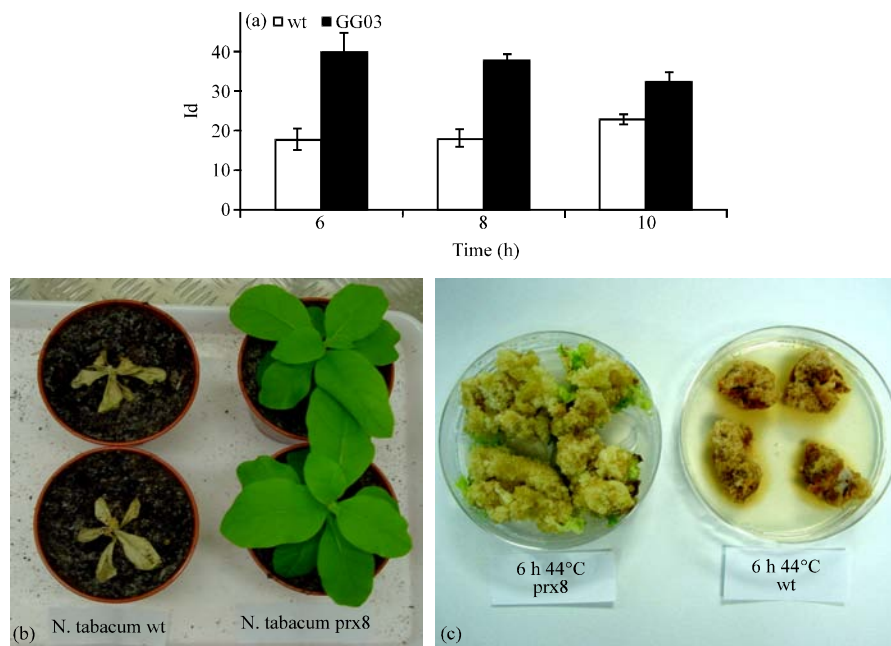 (a) wt GG03
40
30
20
10
0
Id
6 8 10
Time (h)
N. tabacum wt N. tabacum prx8
(b)
6 h 44°C
prx8
6 h 44°C
wt
(c)